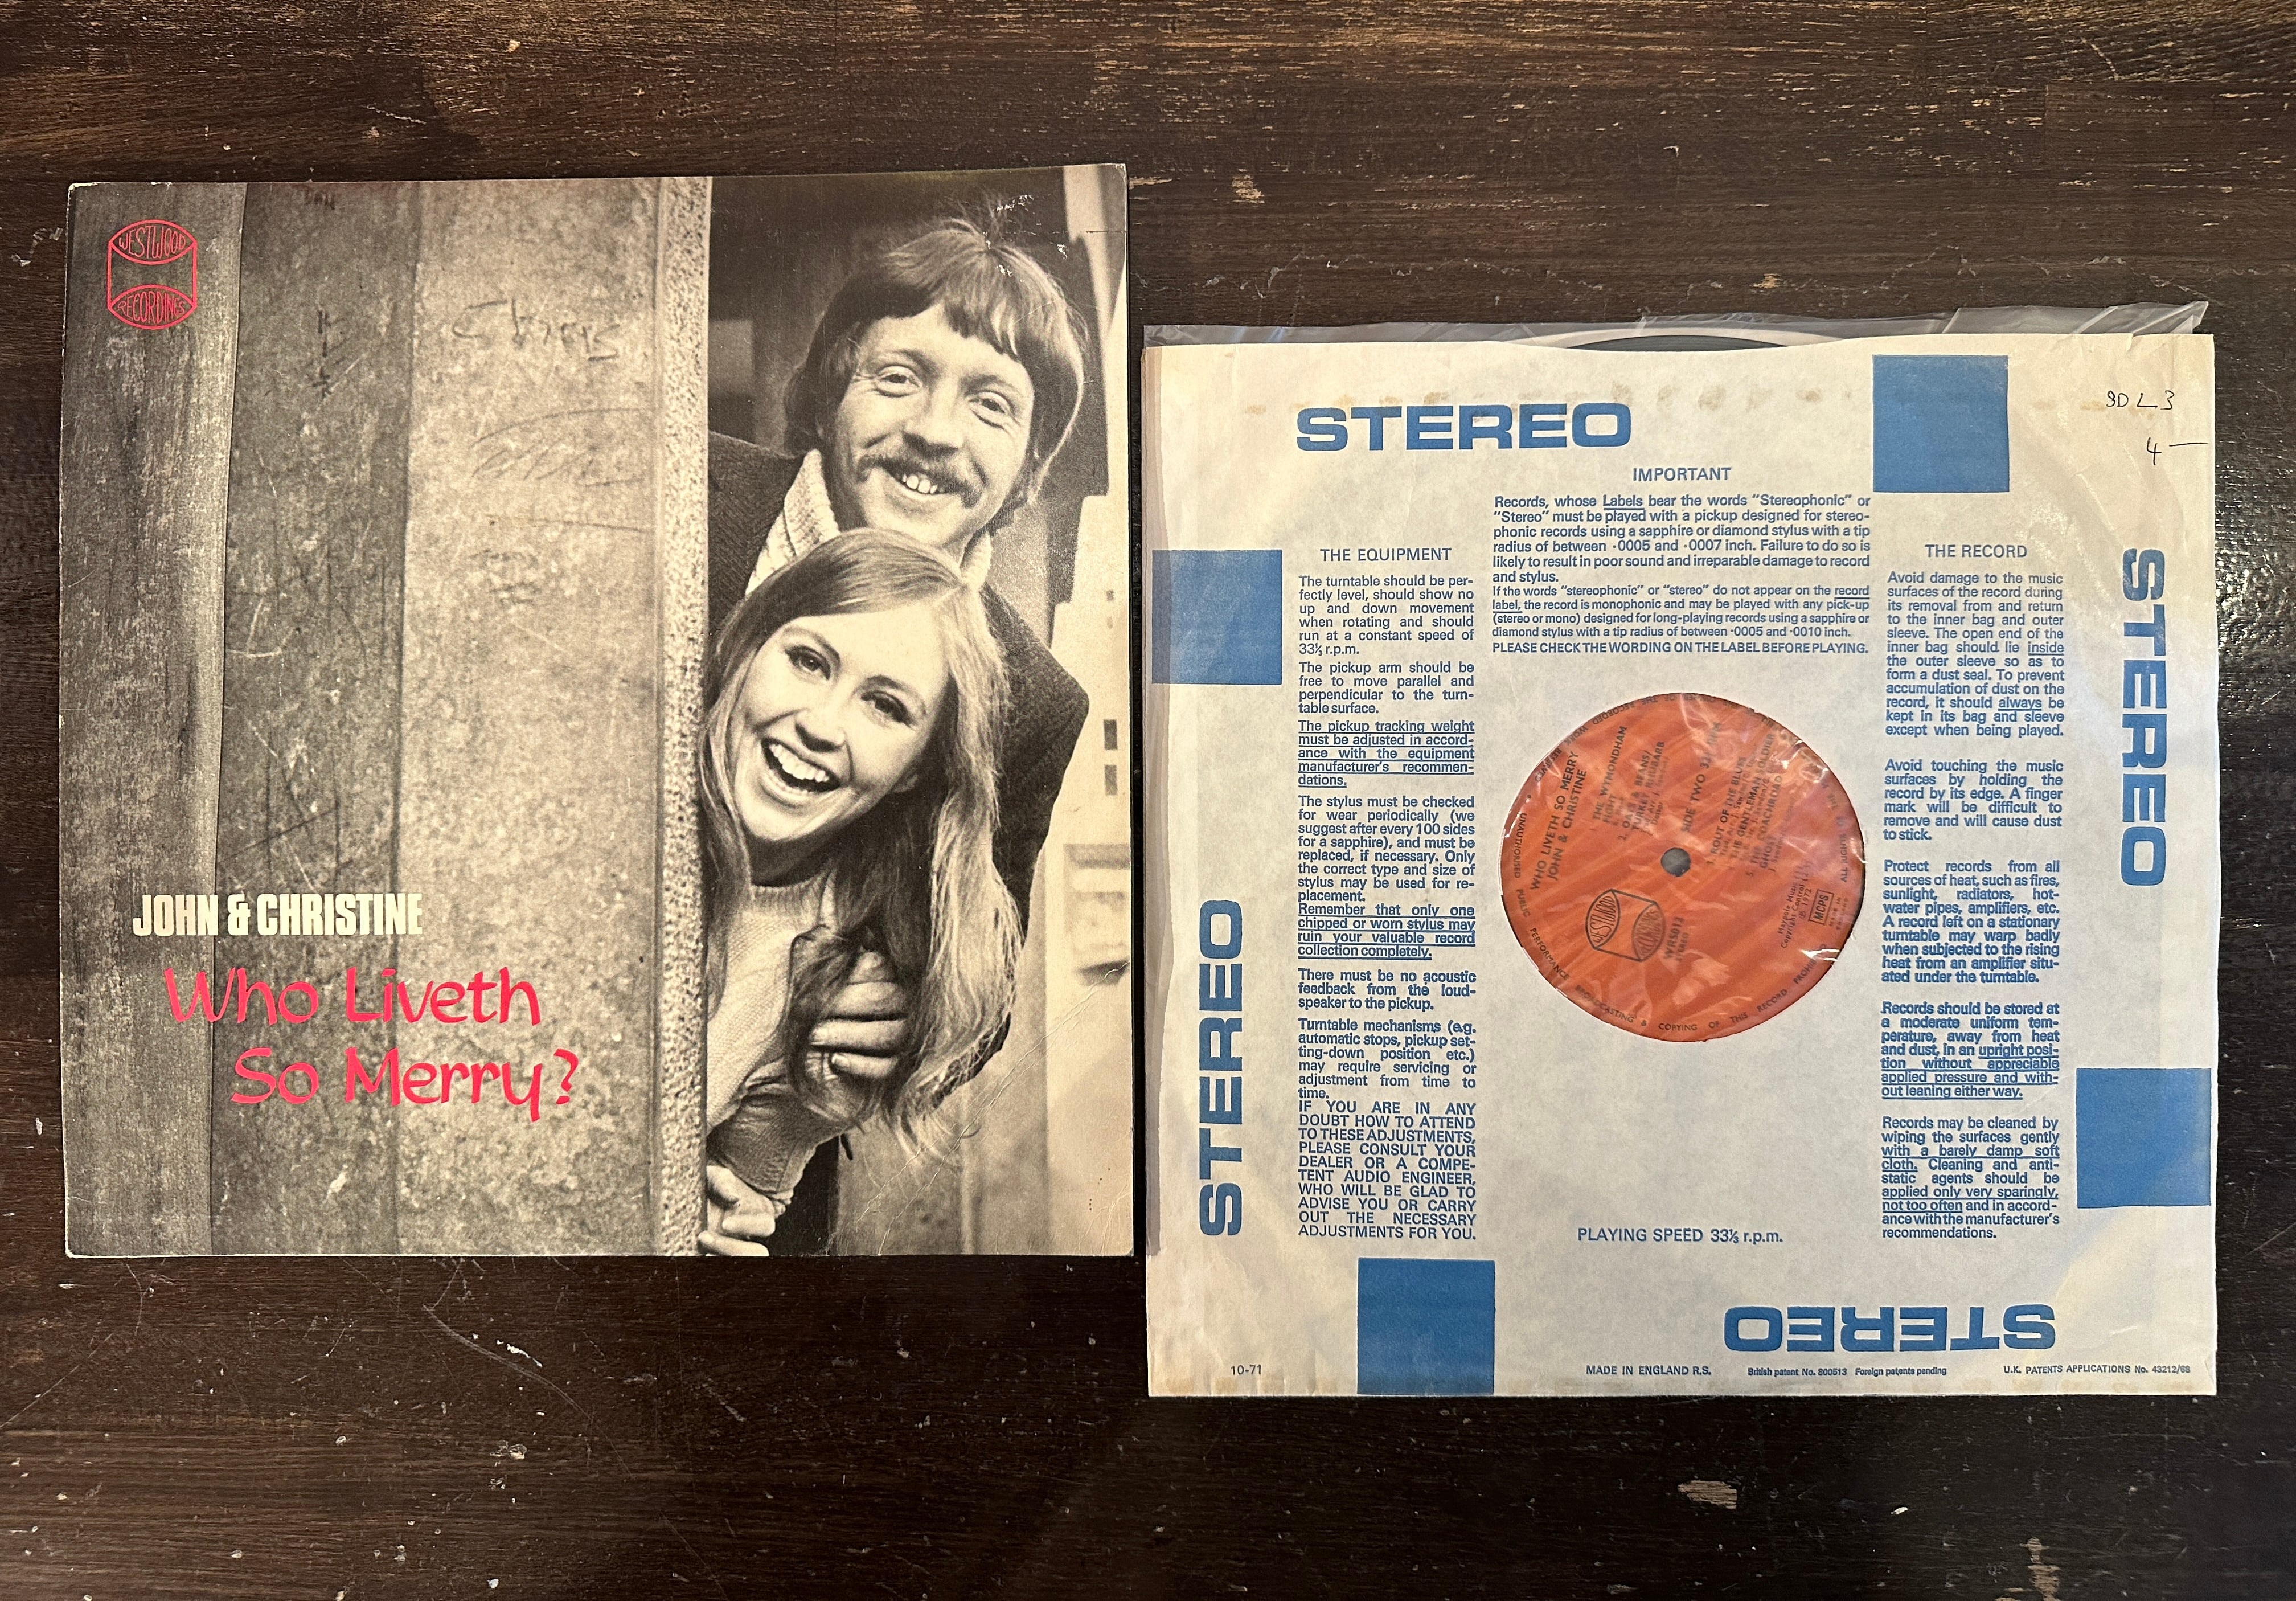 WESTWOOD
RECORDINGS
Chris
JOHN & CHRISTINE
Who Liveth
So Merry?
STEREO
9DL3
4—
IMPORTANT
Records, whose Labels bear the words “Stereophonic” or
“Stereo” must be played with a pickup designed for stereo-
phonic records using a sapphire or diamond stylus with a tip
radius of between ·0005 and ·0007 inch. Failure to do so is
likely to result in poor sound and irreparable damage to record
and stylus.
If the words “stereophonic” or “stereo” do not appear on the record
label, the record is monophonic and may be played with any pick-up
(stereo or mono) designed for long-playing records using a sapphire or
diamond stylus with a tip radius of between ·0005 and ·0010 inch.
PLEASE CHECK THE WORDING ON THE LABEL BEFORE PLAYING.
THE EQUIPMENT
The turntable should be per-
fectly level, should show no
up and down movement
when rotating and should
run at a constant speed of
33⅓ r.p.m.
The pickup arm should be
free to move parallel and
perpendicular to the turn-
table surface.
The pickup tracking weight
must be adjusted in accord-
ance with the equipment
manufacturer's recommen-
dations.
The stylus must be checked
for wear periodically (we
suggest after every 100 sides
for a sapphire), and must be
replaced, if necessary. Only
the correct type and size of
stylus may be used for re-
placement.
Remember that only one
chipped or worn stylus may
ruin your valuable record
collection completely.
There must be no acoustic
feedback from the loud-
speaker to the pickup.
Turntable mechanisms (e.g.
automatic stops, pickup set-
ting-down position etc.)
may require servicing or
adjustment from time to
time.
IF YOU ARE IN ANY
DOUBT HOW TO ATTEND
TO THESE ADJUSTMENTS,
PLEASE CONSULT YOUR
DEALER OR A COMPE-
TENT AUDIO ENGINEER,
WHO WILL BE GLAD TO
ADVISE YOU OR CARRY
OUT THE NECESSARY
ADJUSTMENTS FOR YOU.
THE RECORD
Avoid damage to the music
surfaces of the record during
its removal from and return
to the inner bag and outer
sleeve. The open end of the
inner bag should lie inside
the outer sleeve so as to
form a dust seal. To prevent
accumulation of dust on the
record, it should always be
kept in its bag and sleeve
except when being played.
Avoid touching the music
surfaces by holding the
record by its edge. A finger
mark will be difficult to
remove and will cause dust
to stick.
Protect records from all
sources of heat, such as fires,
sunlight, radiators, hot-
water pipes, amplifiers, etc.
A record left on a stationary
turntable may warp badly
when subjected to the rising
heat from an amplifier situ-
ated under the turntable.
Records should be stored at
a moderate uniform tem-
perature, away from heat
and dust, in an upright posi-
tion without appreciable
applied pressure and with-
out leaning either way.
Records may be cleaned by
wiping the surfaces gently
with a barely damp soft
cloth. Cleaning and anti-
static agents should be
applied only very sparingly,
not too often and in accord-
ance with the manufacturer's
recommendations.
STEREO
STEREO
STEREO
WESTWOOD
WRS013
WHO LIVETH SO MERRY
JOHN & CHRISTINE
THE WYMONDHAM
SIDE TWO
OUT OF THE BLUE
THE GENTLEMAN SOLDIER
MCPS
UNAUTHORISED PUBLIC PERFORMANCE BROADCASTING & COPYING OF THIS RECORD
ALL RIGHTS
PLAYING SPEED 33⅓ r.p.m.
10-71
MADE IN ENGLAND R.S.
British patent No. 800513 Foreign patents pending
U.K. PATENTS APPLICATIONS No. 43212/68